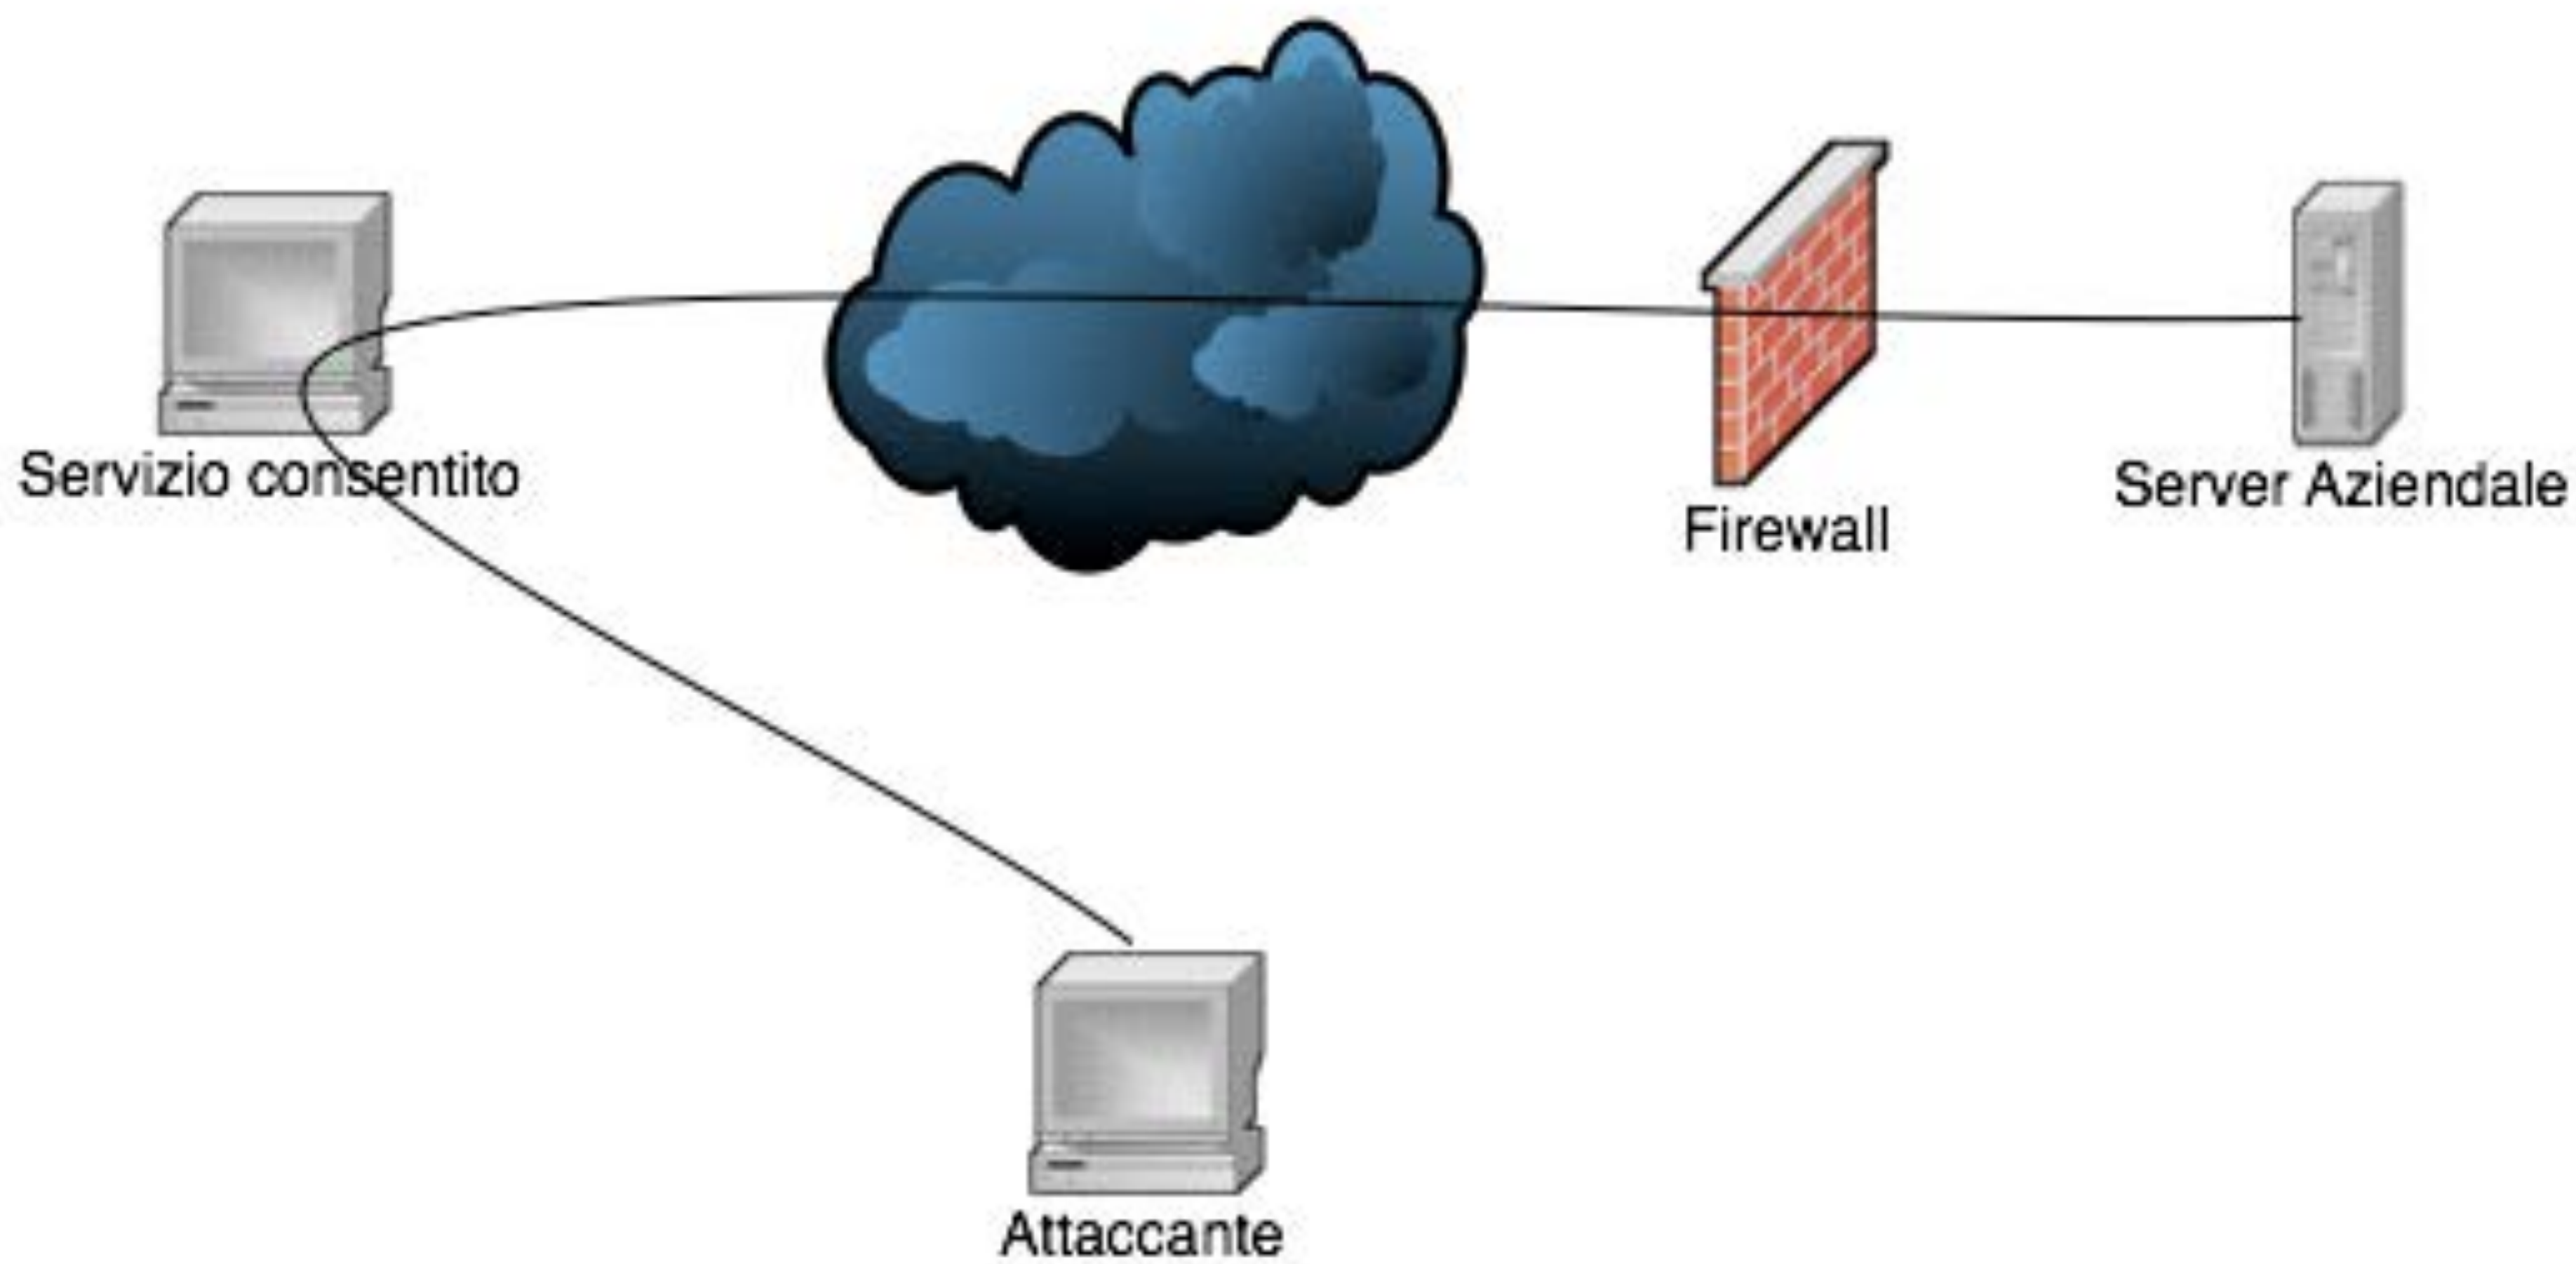 Servizio consentito
Server Aziendale
Firewall
Attaccante